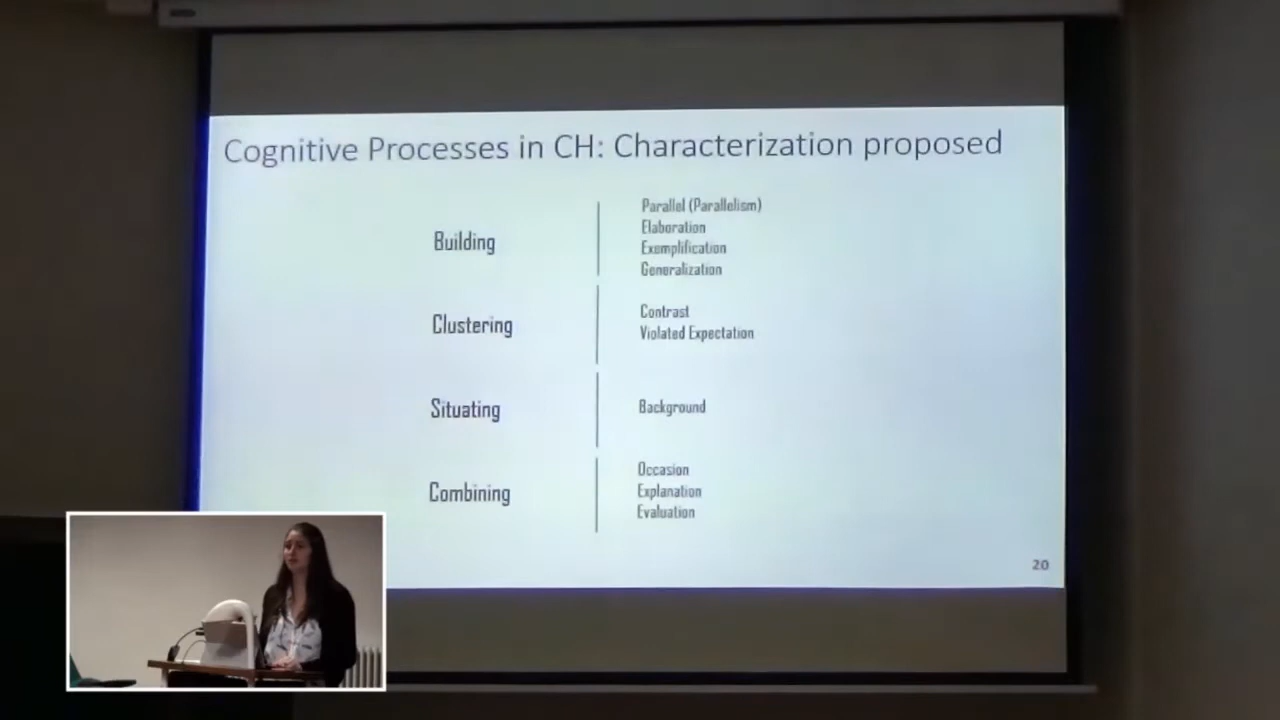 Cognitive Processes in CH: Characterization proposed
Building
Parallel (Parallelism)
Elaboration
Exemplification
Generalization
Clustering
Contrast
Violated Expectation
Situating
Background
Combining
Occasion
Explanation
Evaluation
20